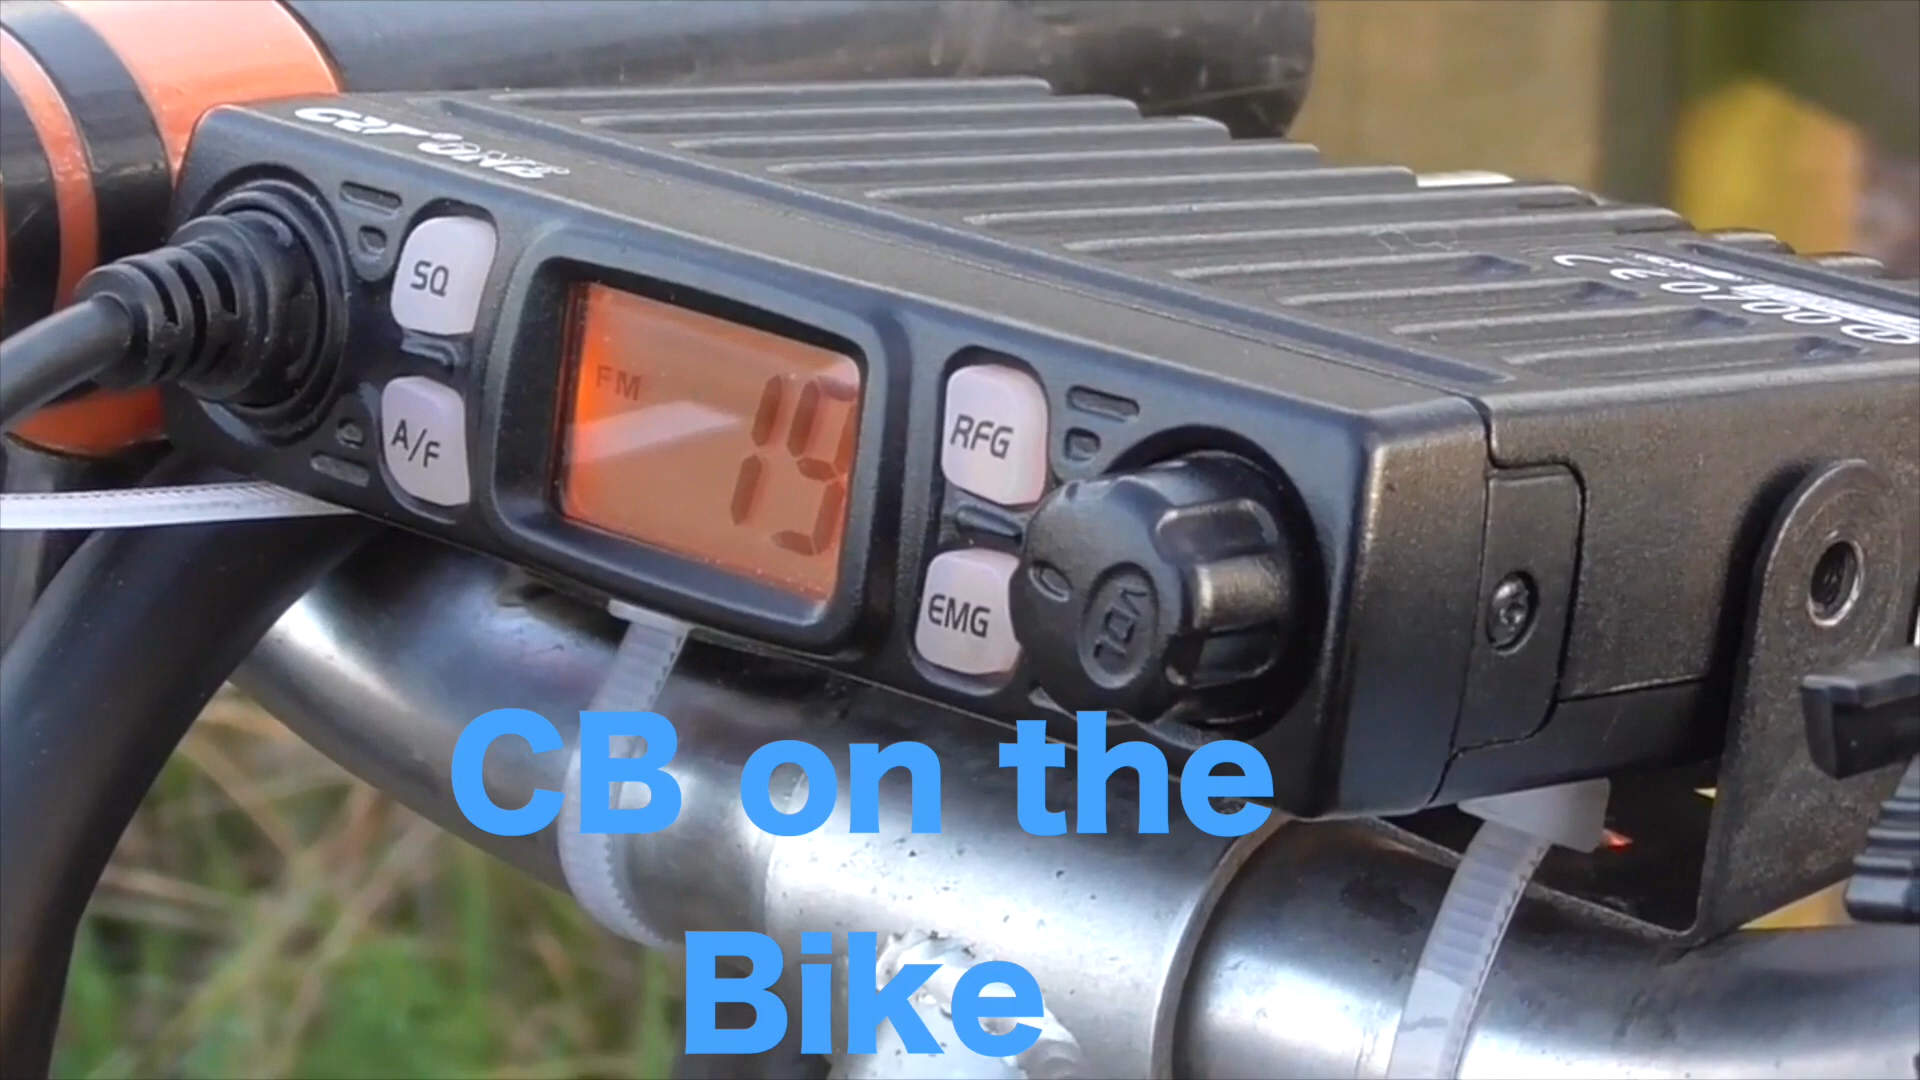 SQ
A/F
FM
19
RFG
EMG
VOL
CB on the
Bike